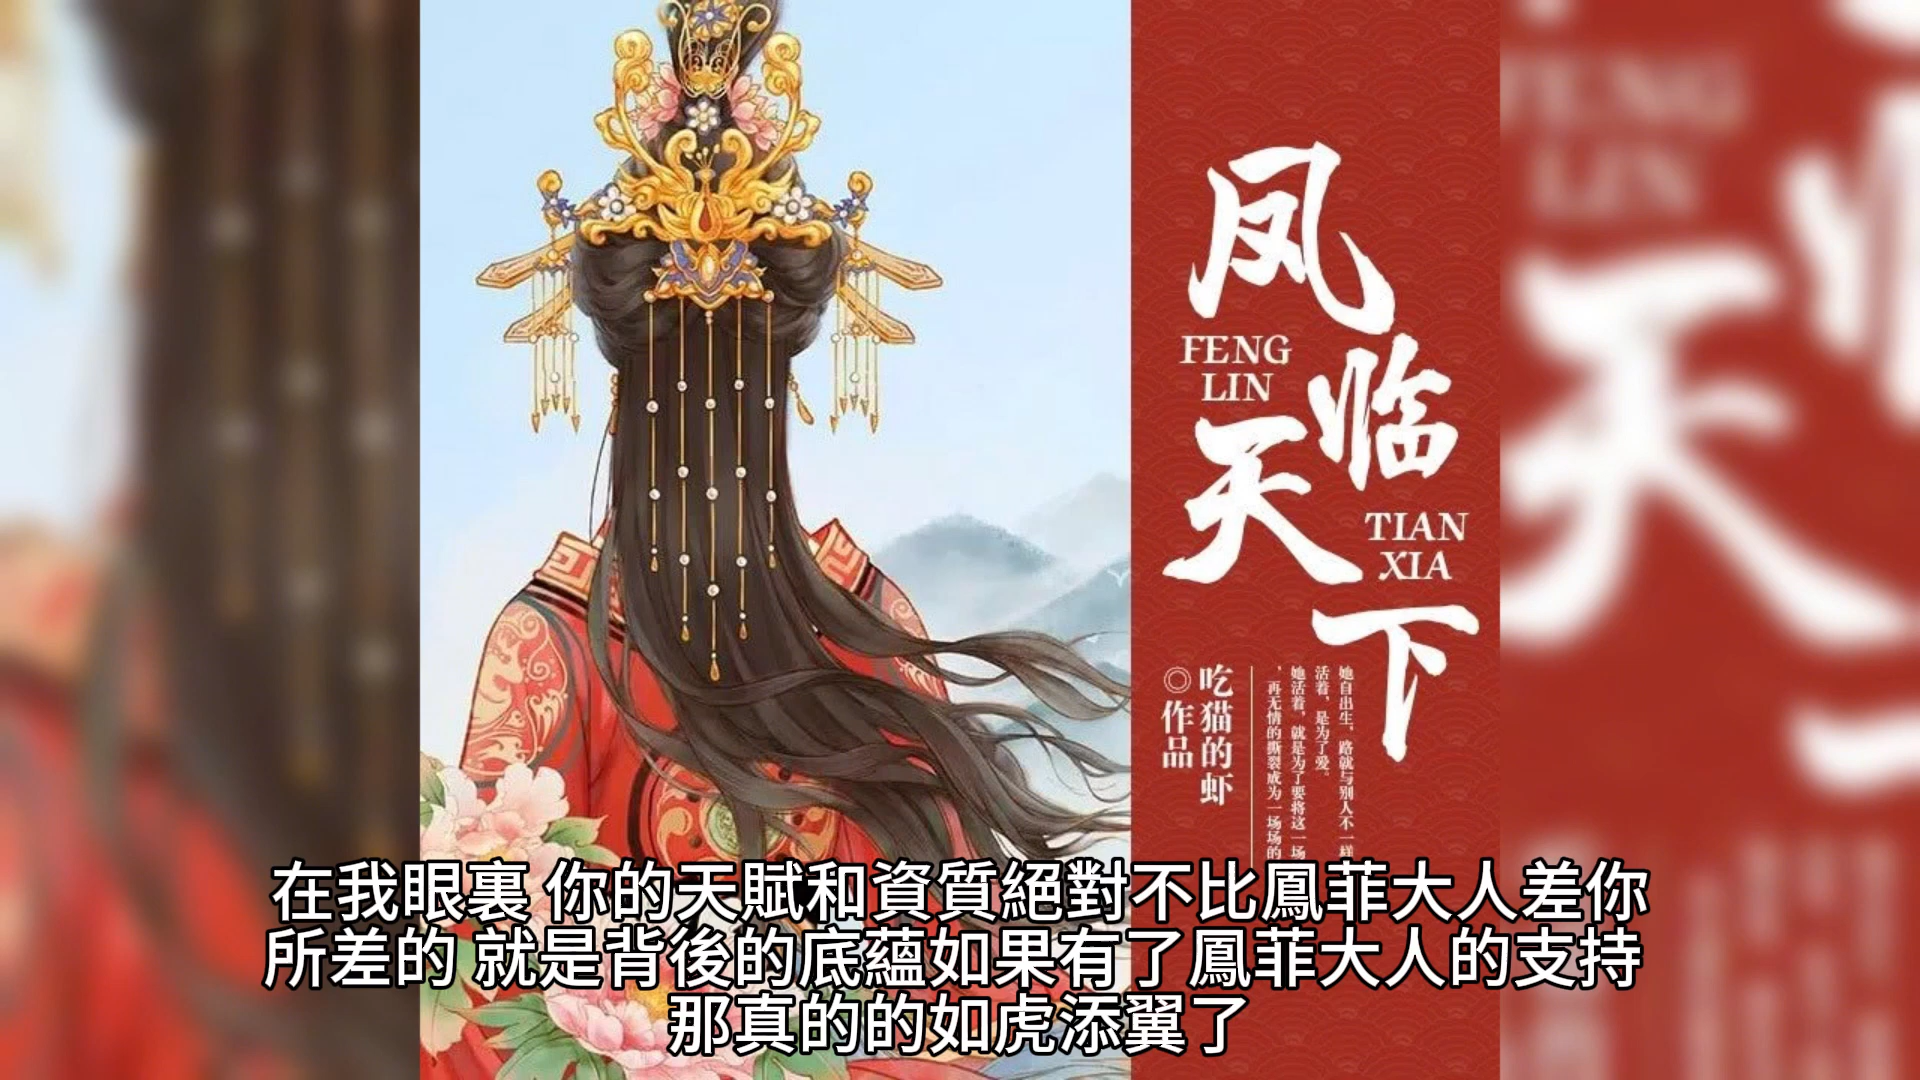 凤临天下
FENG
LIN
TIAN
XIA
她自出生，路就与别人不一样
活着，是为了爱。
她活着，就是为了要将这一场
，再无情的撕裂成为一场场的
吃猫的虾
◎作品
在我眼裏 你的天賦和資質絕對不比鳳菲大人差你
所差的 就是背後的底蘊如果有了鳳菲大人的支持
那真的的如虎添翼了